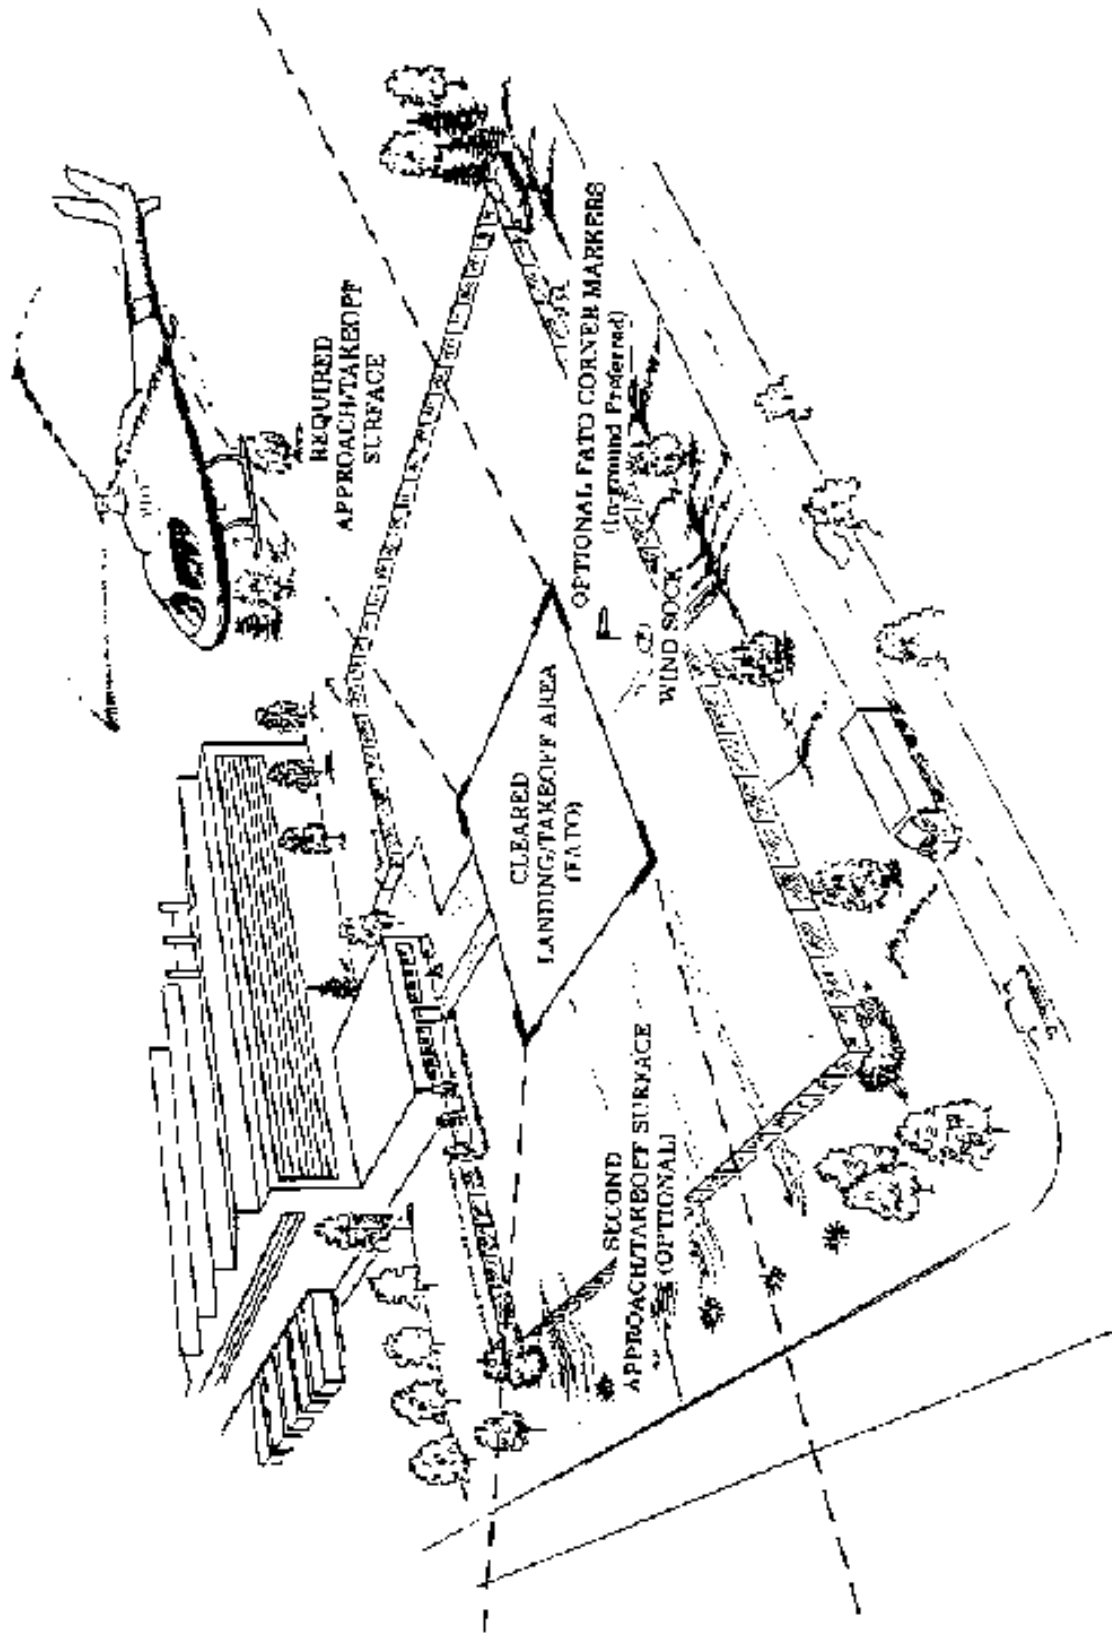 REQUIRED
APPROACH/TAKEOFF
SURFACE
OPTIONAL FATO CORNER MARKERS
(In-ground Preferred)
WIND SOCK
CLEARED
LANDING/TAKEOFF AREA
(FATO)
SECOND
APPROACH/TAKEOFF SURFACE
(OPTIONAL)